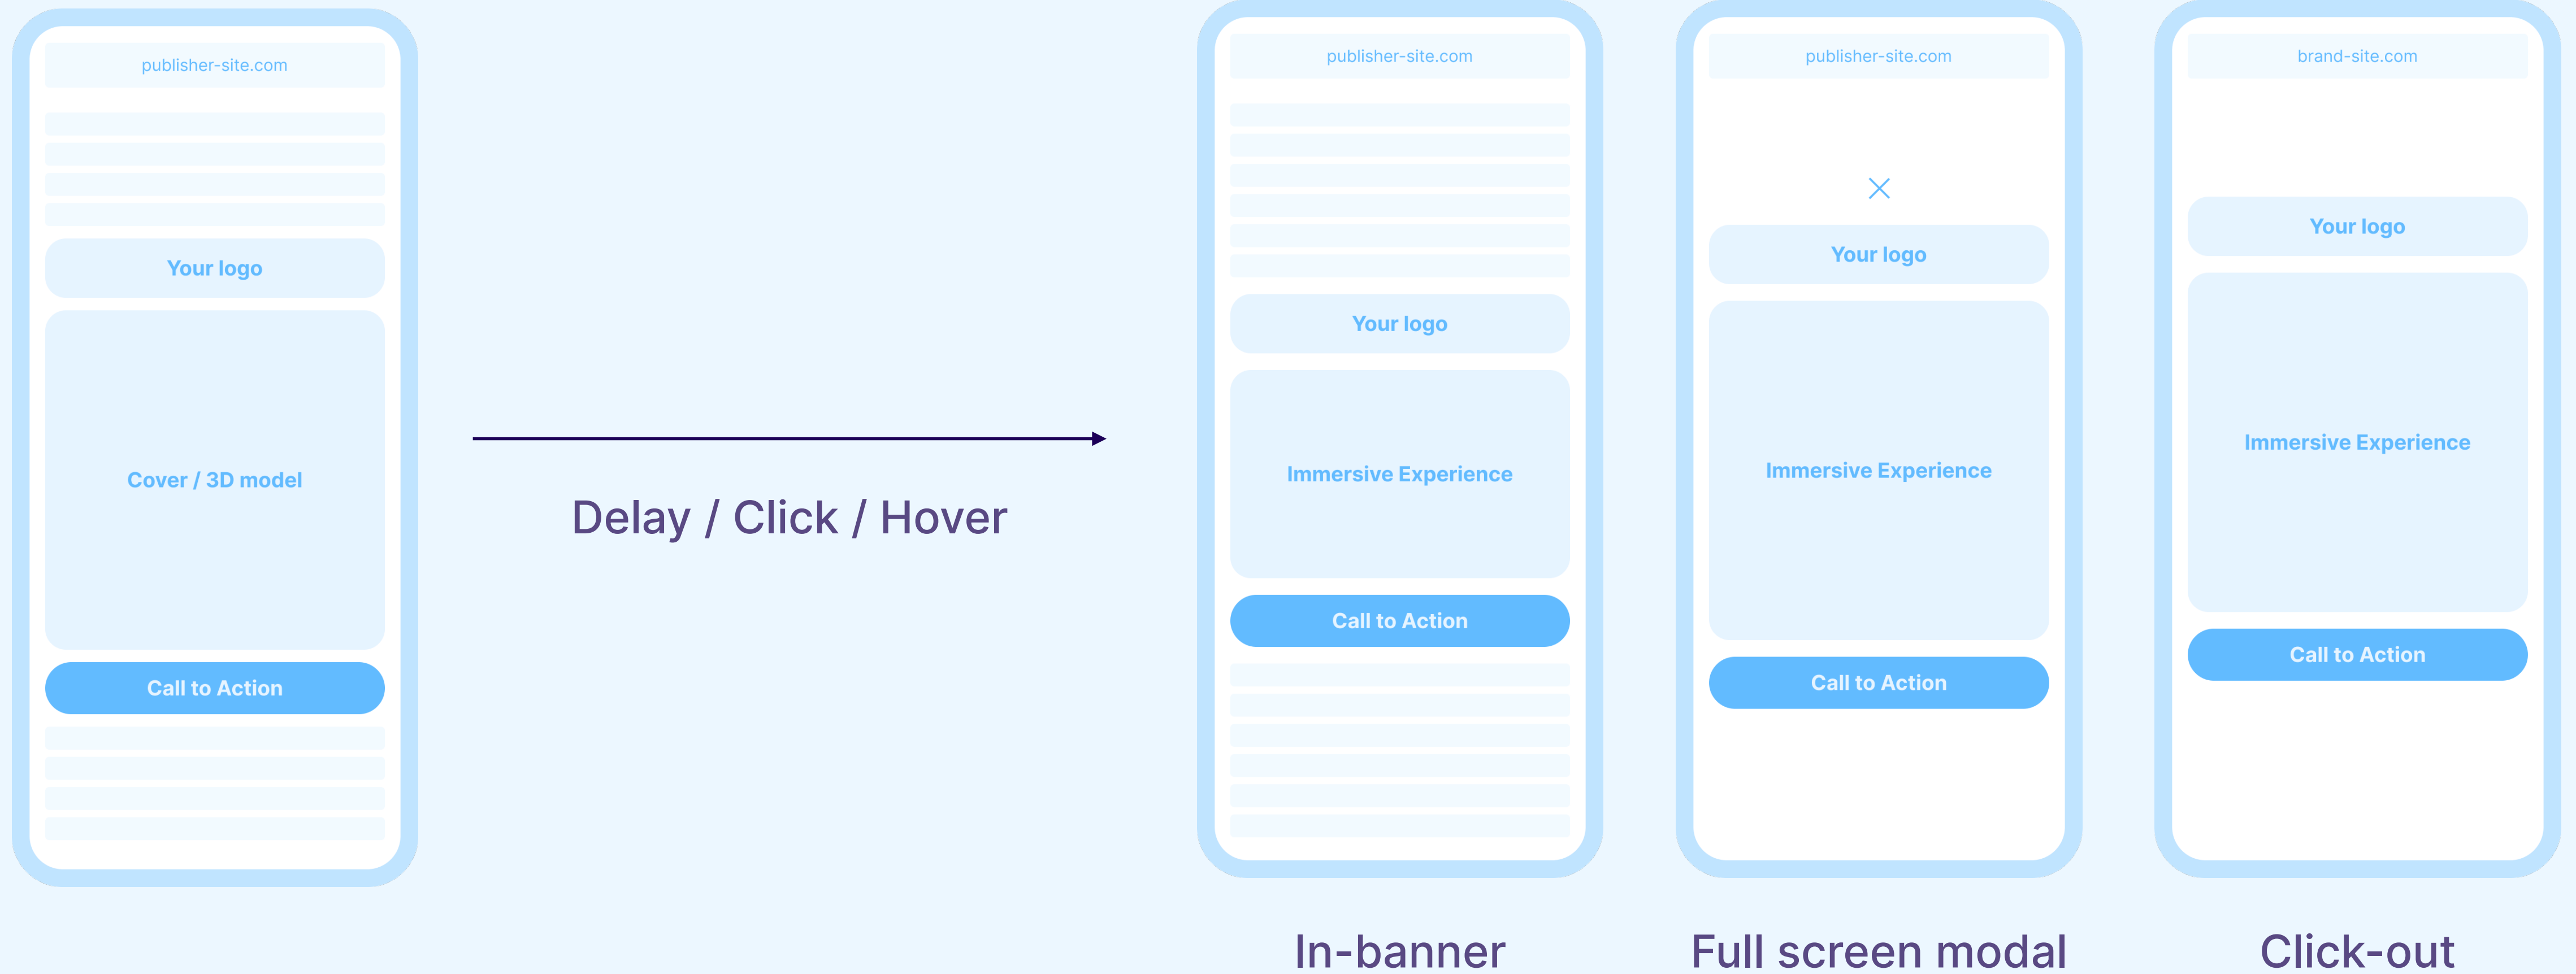 publisher-site.com
Your logo
Cover / 3D model
Call to Action
Delay / Click / Hover
publisher-site.com
Your logo
Immersive Experience
Call to Action
In-banner
publisher-site.com
Your logo
Immersive Experience
Call to Action
Full screen modal
brand-site.com
Your logo
Immersive Experience
Call to Action
Click-out